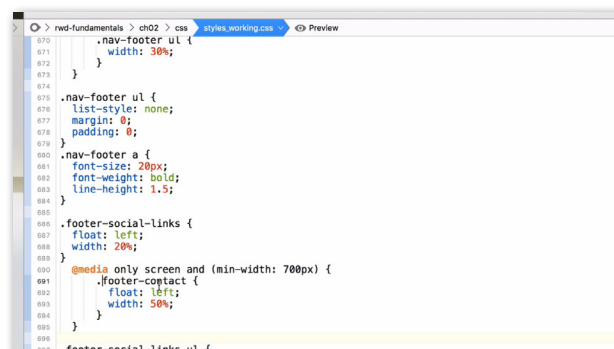 rwd-fundamentals > ch02 > css > styles_working.css Preview
670 .nav-footer ul {
671 width: 30%;
672 }
673 }
674
675 .nav-footer ul {
676 list-style: none;
677 margin: 0;
678 padding: 0;
679 }
680 .nav-footer a {
681 font-size: 20px;
682 font-weight: bold;
683 line-height: 1.5;
684 }
685
686 .footer-social-links {
687 float: left;
688 width: 20%;
689 }
690 @media only screen and (min-width: 700px) {
691 .footer-contact {
692 float: left;
693 width: 50%;
694 }
695 }
696
.footer-social-links ul {